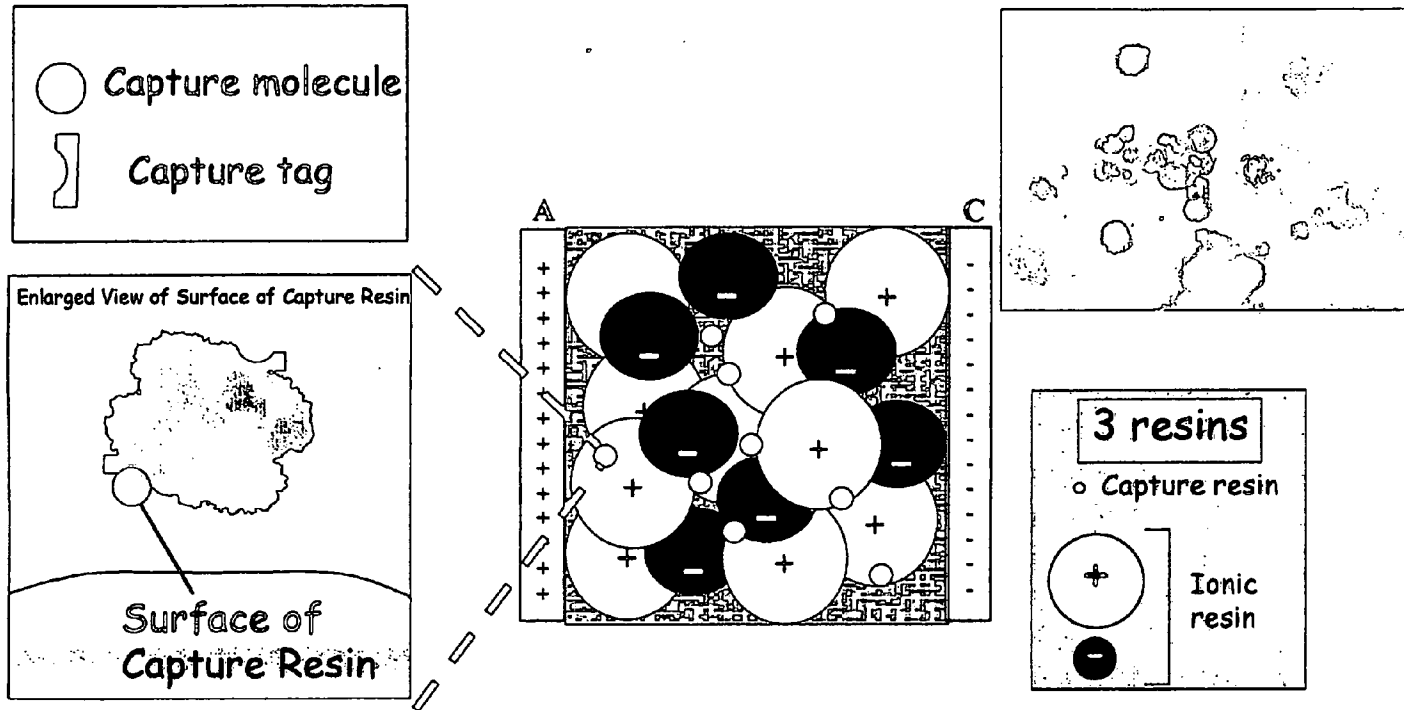 Capture molecule
Capture tag
Enlarged View of Surface of Capture Resin
Surface of
Capture Resin
A
C
3 resins
Capture resin
Ionic
resin